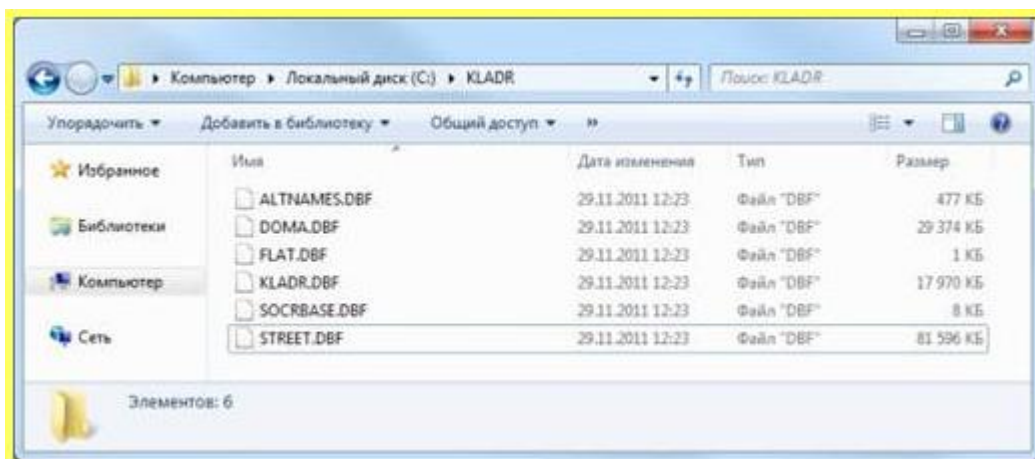 Компьютер ▸ Локальный диск (C:) ▸ KLADR
Поиск: KLADR
Упорядочить ▾ Добавить в библиотеку ▾ Общий доступ ▾ »
Избранное
Библиотеки
Компьютер
Сеть
Имя Дата изменения Тип Размер
ALTNAMES.DBF 29.11.2011 12:23 Файл "DBF" 477 КБ
DOMA.DBF 29.11.2011 12:23 Файл "DBF" 29 374 КБ
FLAT.DBF 29.11.2011 12:23 Файл "DBF" 1 КБ
KLADR.DBF 29.11.2011 12:23 Файл "DBF" 17 970 КБ
SOCRBASE.DBF 29.11.2011 12:23 Файл "DBF" 8 КБ
STREET.DBF 29.11.2011 12:23 Файл "DBF" 81 596 КБ
Элементов: 6